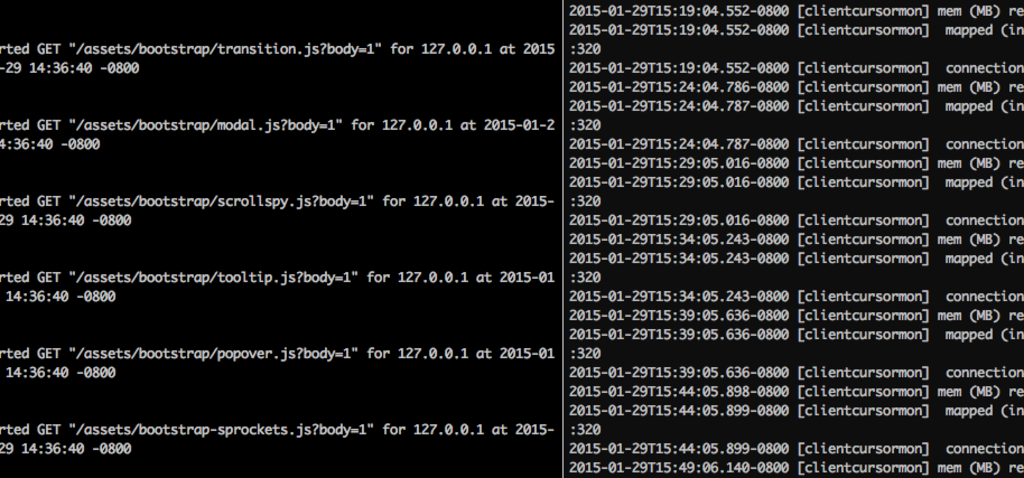 rted GET "/assets/bootstrap/transition.js?body=1" for 127.0.0.1 at 2015
-29 14:36:40 -0800
rted GET "/assets/bootstrap/modal.js?body=1" for 127.0.0.1 at 2015-01-2
4:36:40 -0800
rted GET "/assets/bootstrap/scrollspy.js?body=1" for 127.0.0.1 at 2015-
29 14:36:40 -0800
rted GET "/assets/bootstrap/tooltip.js?body=1" for 127.0.0.1 at 2015-01
14:36:40 -0800
rted GET "/assets/bootstrap/popover.js?body=1" for 127.0.0.1 at 2015-01
14:36:40 -0800
rted GET "/assets/bootstrap-sprockets.js?body=1" for 127.0.0.1 at 2015-
29 14:36:40 -0800
2015-01-29T15:19:04.552-0800 [clientcursormon] mem (MB) re
2015-01-29T15:19:04.552-0800 [clientcursormon]  mapped (in
:320
2015-01-29T15:19:04.552-0800 [clientcursormon]  connection
2015-01-29T15:24:04.786-0800 [clientcursormon] mem (MB) re
2015-01-29T15:24:04.787-0800 [clientcursormon]  mapped (in
:320
2015-01-29T15:24:04.787-0800 [clientcursormon]  connection
2015-01-29T15:29:05.016-0800 [clientcursormon] mem (MB) re
2015-01-29T15:29:05.016-0800 [clientcursormon]  mapped (in
:320
2015-01-29T15:29:05.016-0800 [clientcursormon]  connection
2015-01-29T15:34:05.243-0800 [clientcursormon] mem (MB) re
2015-01-29T15:34:05.243-0800 [clientcursormon]  mapped (in
:320
2015-01-29T15:34:05.243-0800 [clientcursormon]  connection
2015-01-29T15:39:05.636-0800 [clientcursormon] mem (MB) re
2015-01-29T15:39:05.636-0800 [clientcursormon]  mapped (in
:320
2015-01-29T15:39:05.636-0800 [clientcursormon]  connection
2015-01-29T15:44:05.898-0800 [clientcursormon] mem (MB) re
2015-01-29T15:44:05.899-0800 [clientcursormon]  mapped (in
:320
2015-01-29T15:44:05.899-0800 [clientcursormon]  connection
2015-01-29T15:49:06.140-0800 [clientcursormon] mem (MB) re